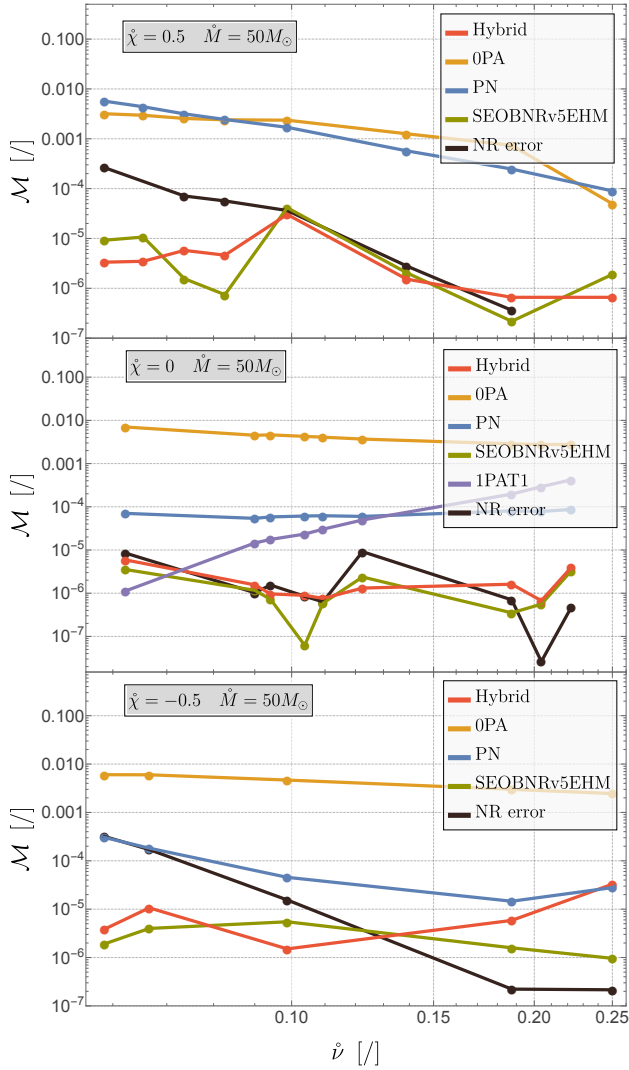 χ̊ = 0.5 M̊ = 50M⊙
Hybrid
0PA
PN
SEOBNRv5EHM
NR error
0.100
0.010
0.001
10⁻⁴
10⁻⁵
10⁻⁶
10⁻⁷
ℳ [/]
χ̊ = 0 M̊ = 50M⊙
Hybrid
0PA
PN
SEOBNRv5EHM
1PAT1
NR error
0.100
0.010
0.001
10⁻⁴
10⁻⁵
10⁻⁶
10⁻⁷
ℳ [/]
χ̊ = −0.5 M̊ = 50M⊙
Hybrid
0PA
PN
SEOBNRv5EHM
NR error
0.100
0.010
0.001
10⁻⁴
10⁻⁵
10⁻⁶
10⁻⁷
ℳ [/]
0.10 0.15 0.20 0.25
ν̊ [/]